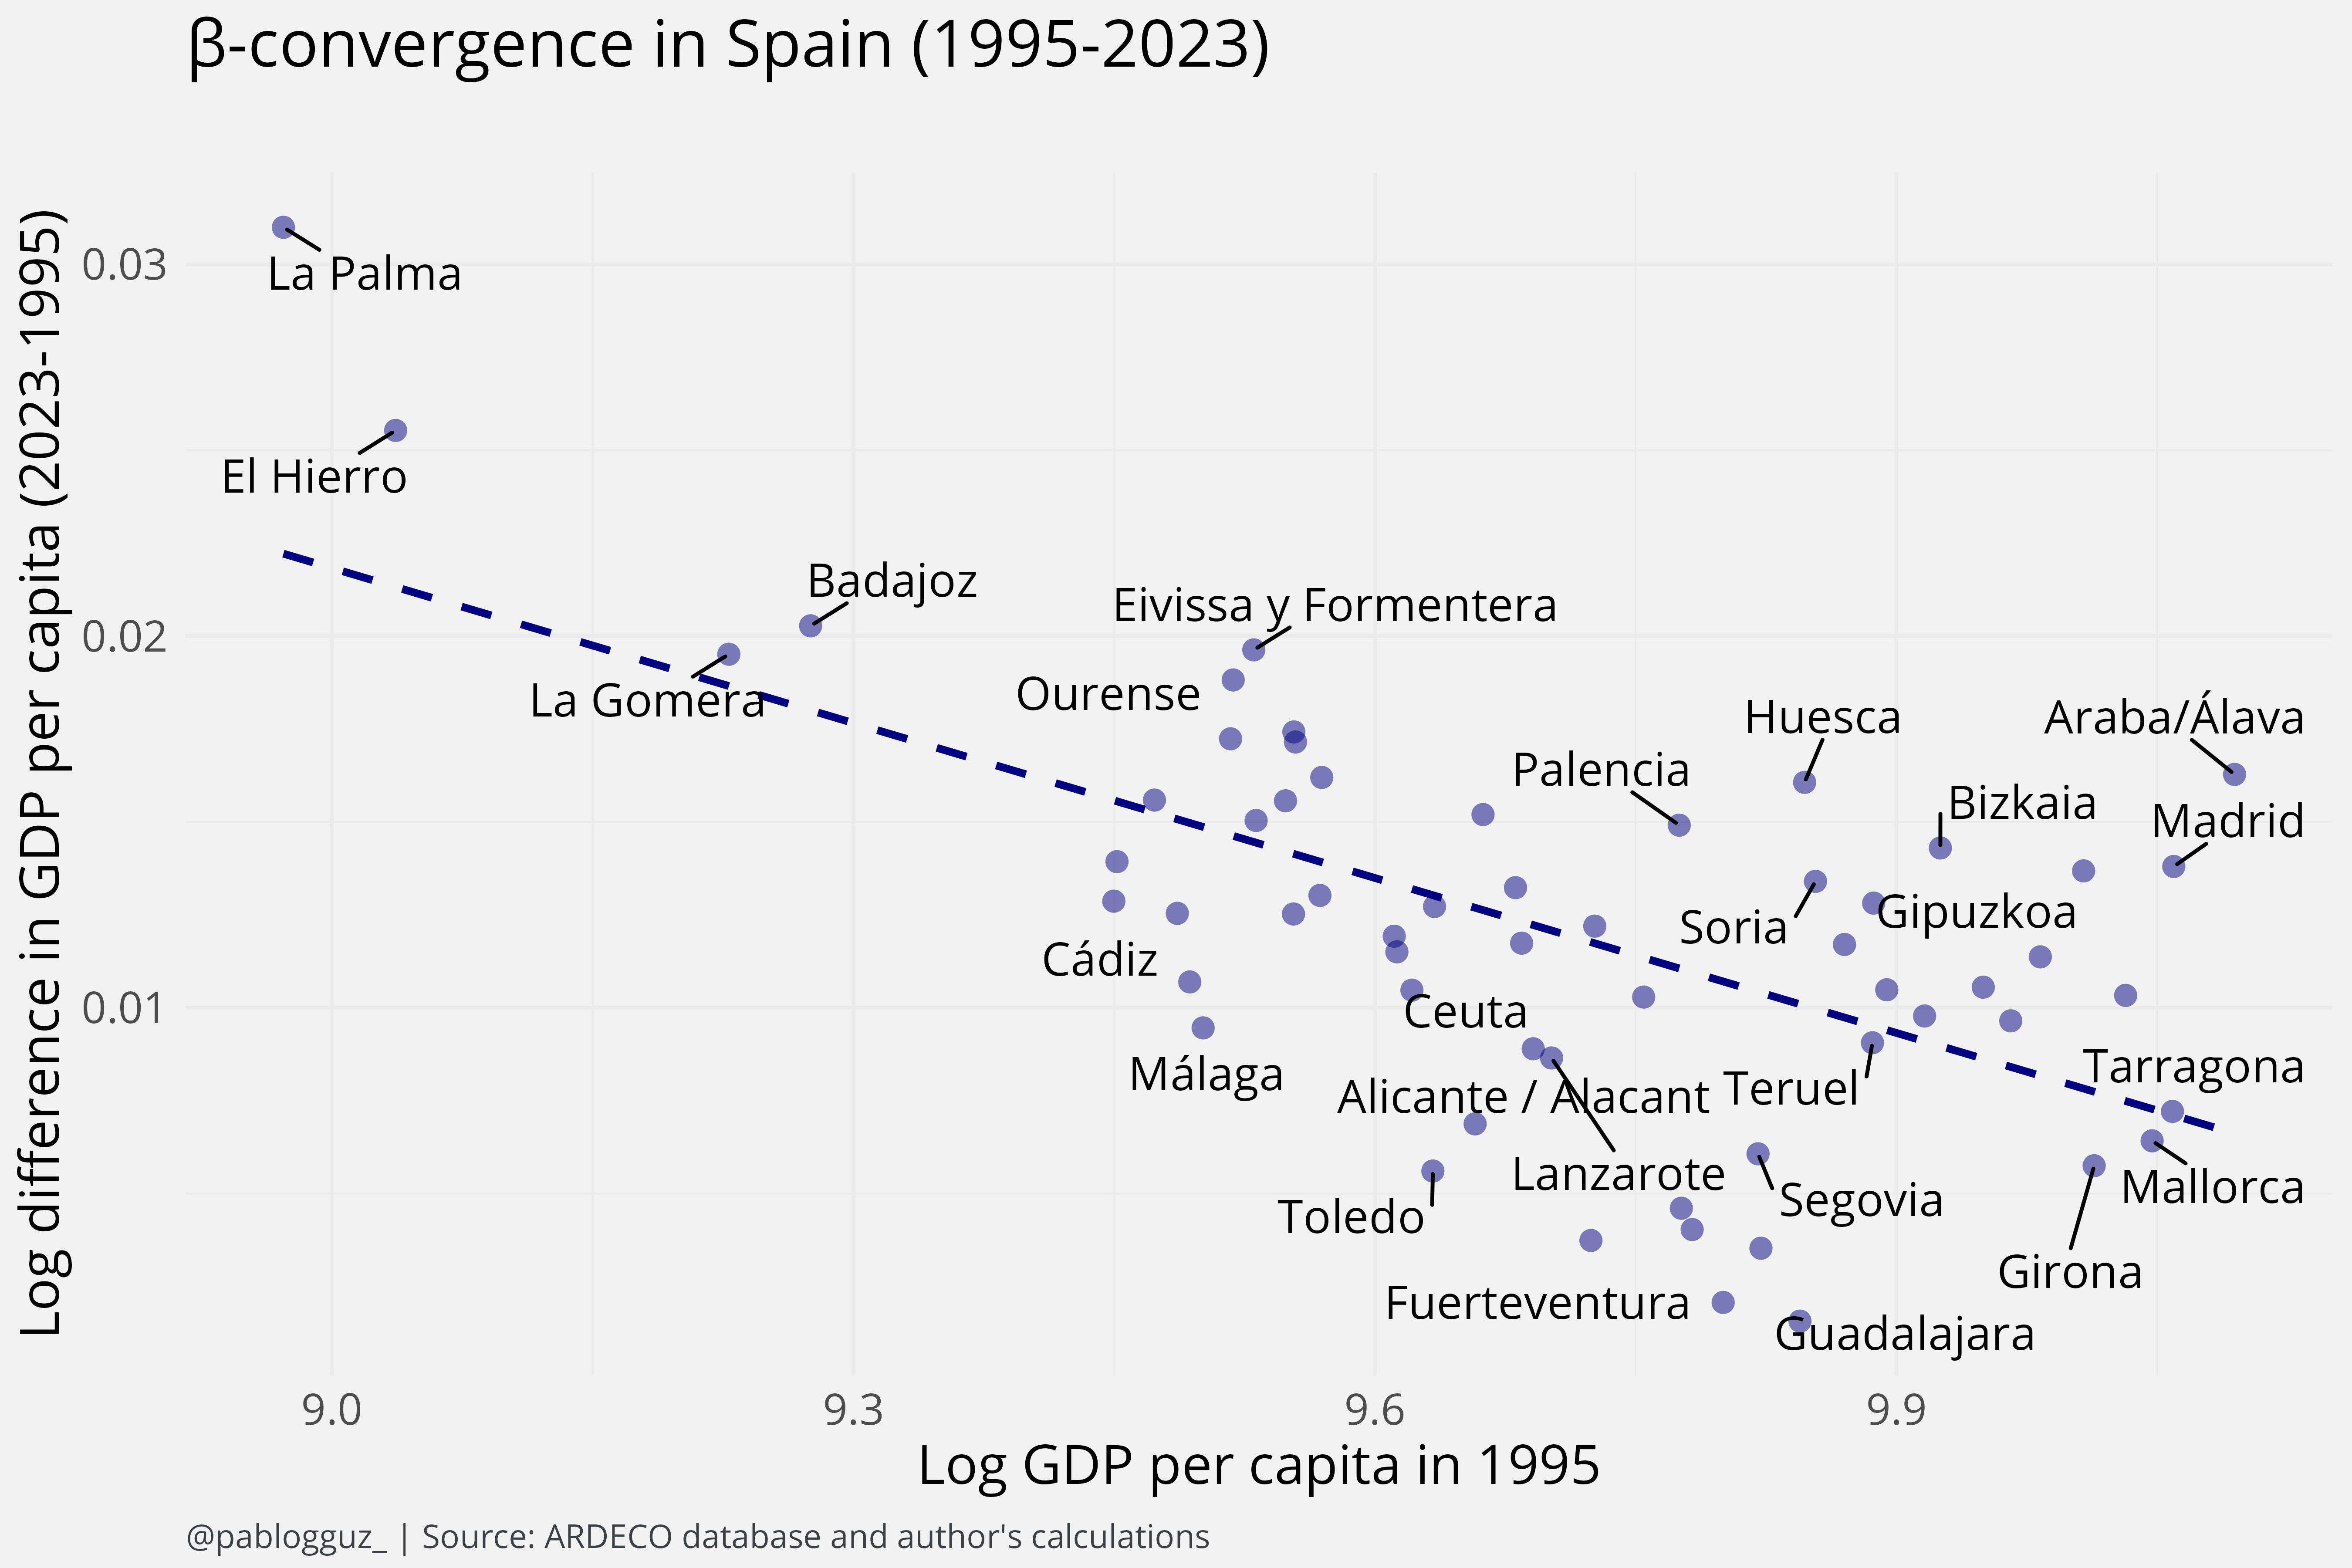 β-convergence in Spain (1995-2023)
Log difference in GDP per capita (2023-1995)
0.03
0.02
0.01
La Palma
El Hierro
Badajoz
Eivissa y Formentera
La Gomera
Ourense
Huesca
Araba/Álava
Palencia
Bizkaia
Madrid
Soria
Gipuzkoa
Cádiz
Ceuta
Málaga
Tarragona
Alicante / Alacant
Teruel
Lanzarote
Mallorca
Segovia
Toledo
Girona
Fuerteventura
Guadalajara
9.0
9.3
9.6
9.9
Log GDP per capita in 1995
@pablogguz_ | Source: ARDECO database and author's calculations